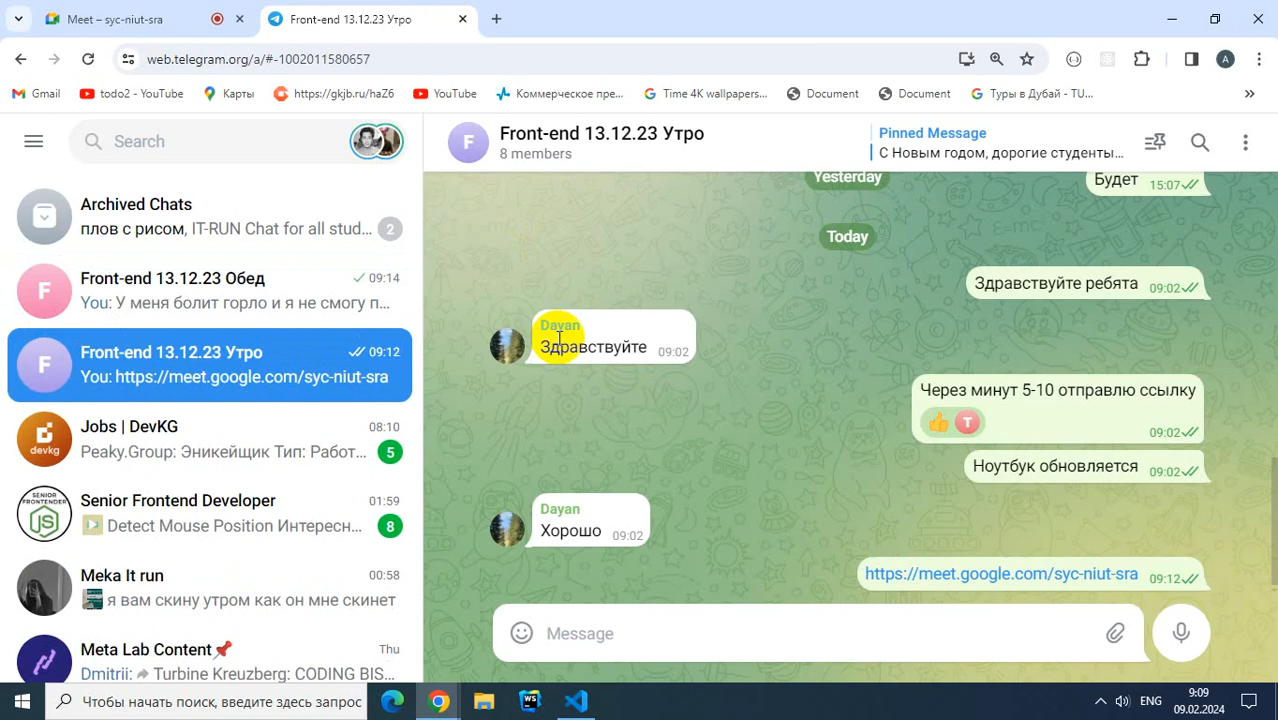 Meet – syc-niut-sra
Front-end 13.12.23 Утро
web.telegram.org/a/#-1002011580657
A
Gmail
todo2 - YouTube
Карты
https://gkjb.ru/haZ6
YouTube
Коммерческое пре...
Time 4K wallpapers...
Document
Document
Туры в Дубай - TU...
Search
F
Front-end 13.12.23 Утро
8 members
Pinned Message
С Новым годом, дорогие студенты...
Archived Chats
плов с рисом, IT-RUN Chat for all stud...
2
F
Front-end 13.12.23 Обед
09:14
You: У меня болит горло и я не смогу п...
F
Front-end 13.12.23 Утро
09:12
You: https://meet.google.com/syc-niut-sra
devkg
Jobs | DevKG
08:10
Peaky.Group: Эникейщик Тип: Работ...
5
SENIOR
FRONTENDER
JS
Senior Frontend Developer
01:59
Detect Mouse Position Интересн...
8
Meka It run
00:58
я вам скину утром как он мне скинет
Meta Lab Content
Thu
Dmitrii: Turbine Kreuzberg: CODING BIS...
Yesterday
Будет
15:07
Today
Здравствуйте ребята
09:02
Dayan
Здравствуйте
09:02
Через минут 5-10 отправлю ссылку
T
09:02
Ноутбук обновляется
09:02
Dayan
Хорошо
09:02
https://meet.google.com/syc-niut-sra
09:12
Message
Чтобы начать поиск, введите здесь запрос
WS
ENG
9:09
09.02.2024